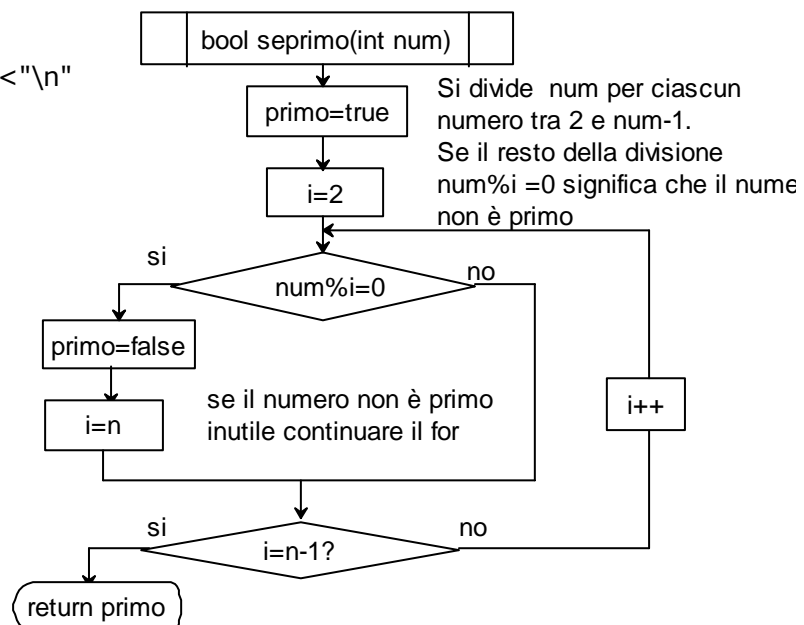 bool seprimo(int num)
<"\n"
primo=true
Si divide num per ciascun
numero tra 2 e num-1.
Se il resto della divisione
num%i =0 significa che il nume
non è primo
i=2
si
no
num%i=0
primo=false
se il numero non è primo
inutile continuare il for
i=n
i++
si
no
i=n-1?
return primo